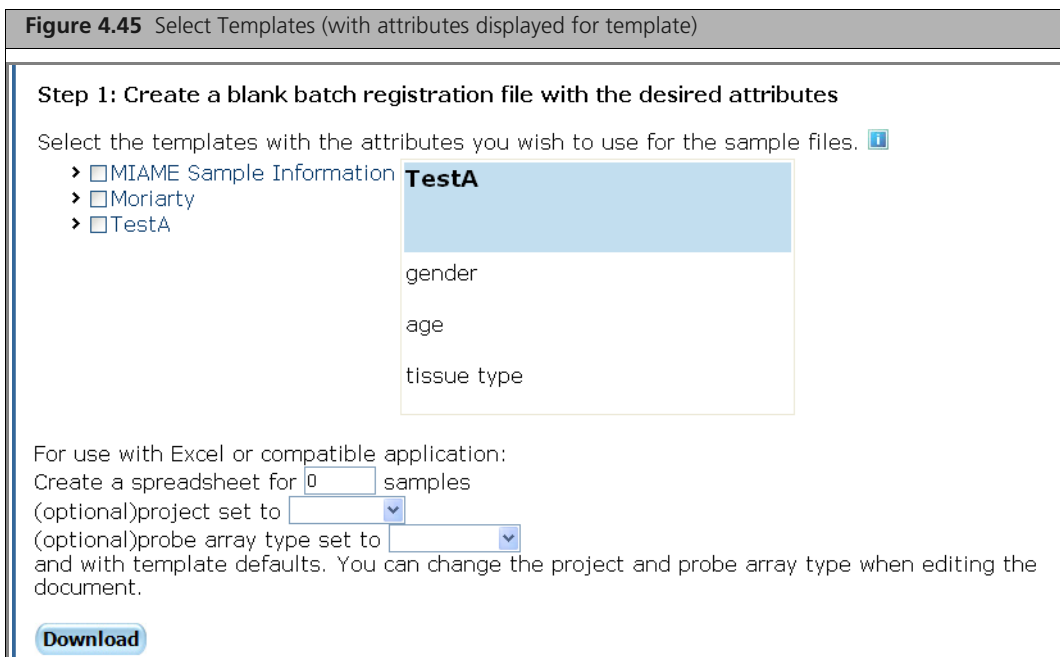 Figure 4.45 Select Templates (with attributes displayed for template)
Step 1: Create a blank batch registration file with the desired attributes
Select the templates with the attributes you wish to use for the sample files. i
MIAME Sample Information
Moriarty
TestA
TestA
gender
age
tissue type
For use with Excel or compatible application:
Create a spreadsheet for 0 samples
(optional)project set to
(optional)probe array type set to
and with template defaults. You can change the project and probe array type when editing the
document.
Download